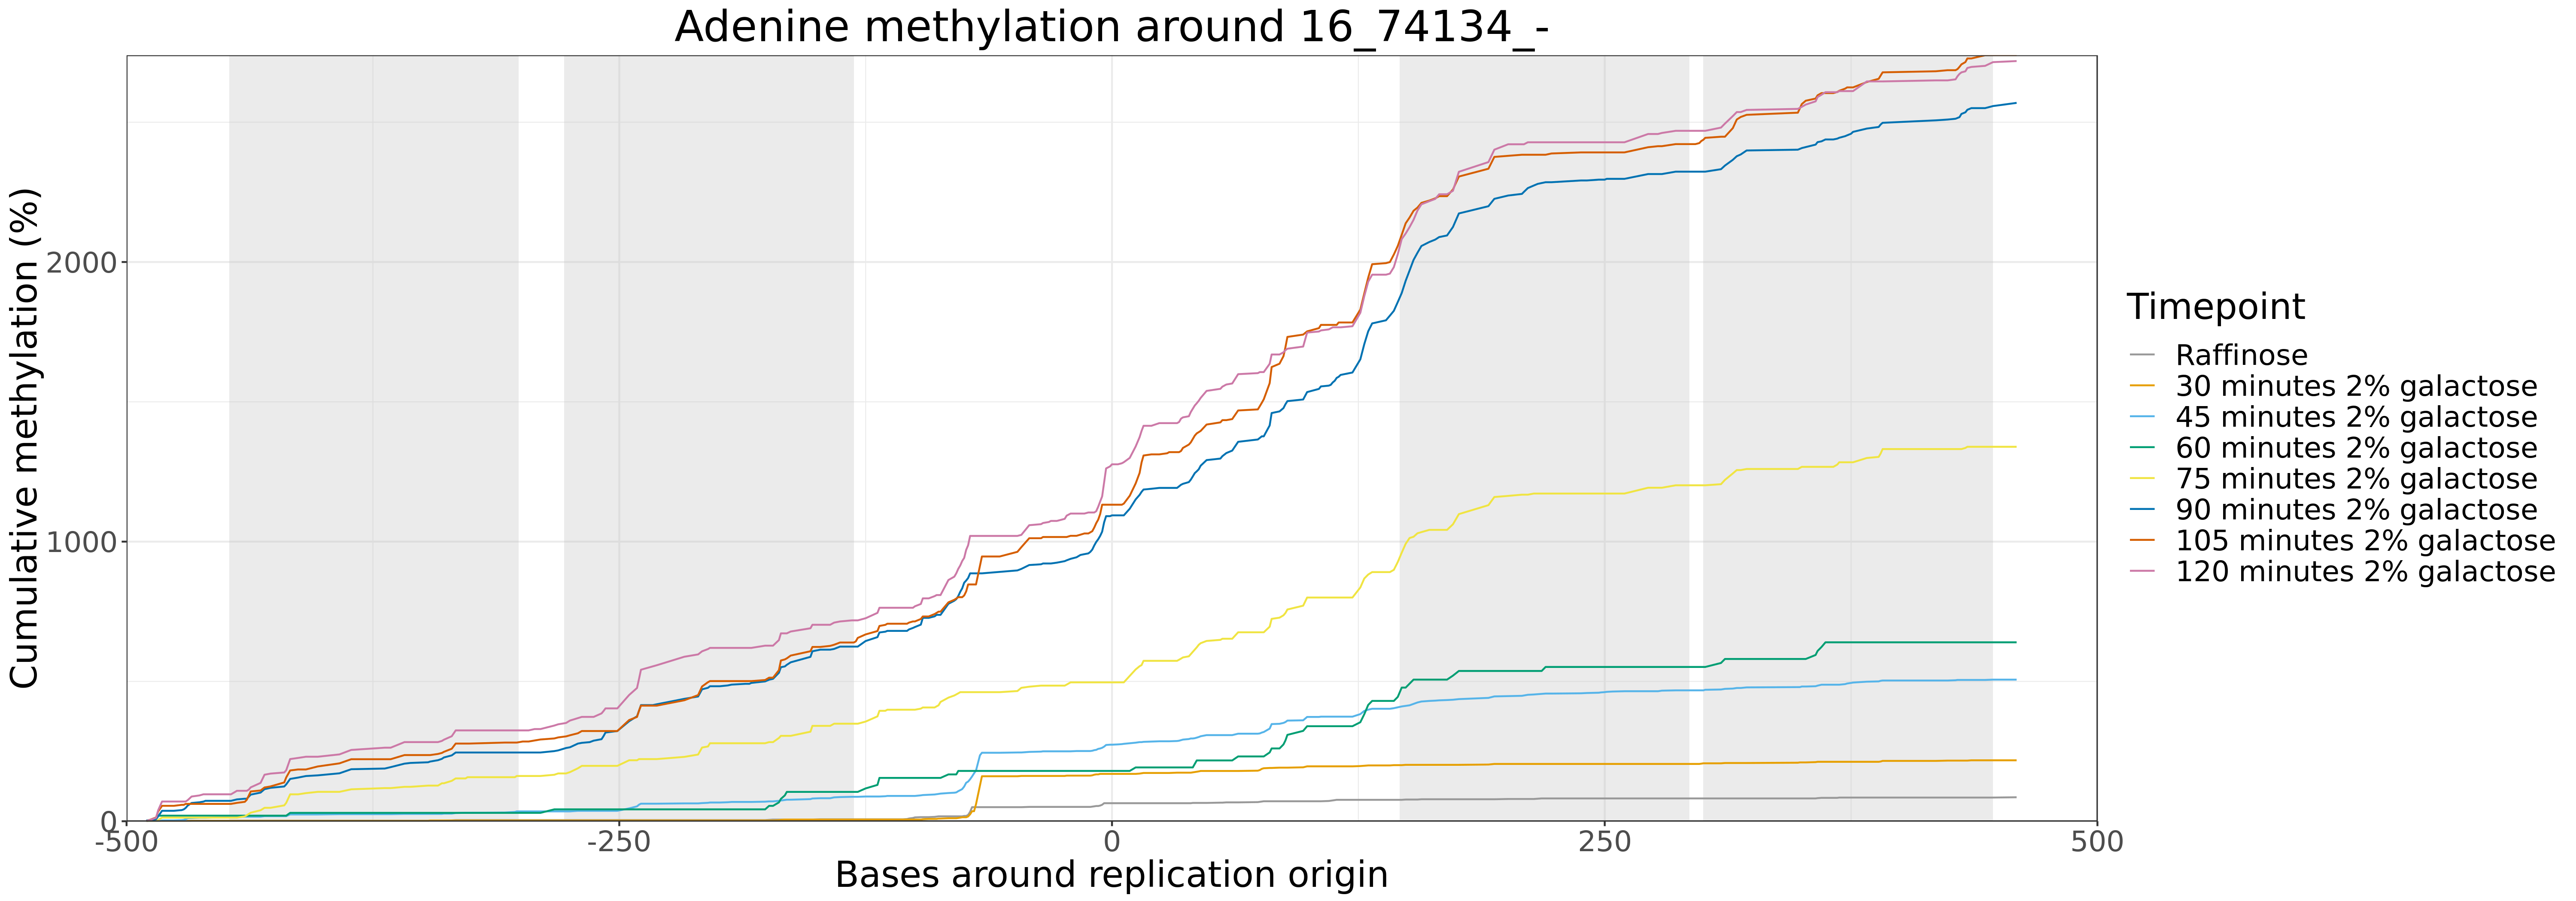 Adenine methylation around 16_74134_-
Cumulative methylation (%)
2000
1000
0
-500
-250
0
250
500
Bases around replication origin
Timepoint
Raffinose
30 minutes 2% galactose
45 minutes 2% galactose
60 minutes 2% galactose
75 minutes 2% galactose
90 minutes 2% galactose
105 minutes 2% galactose
120 minutes 2% galactose